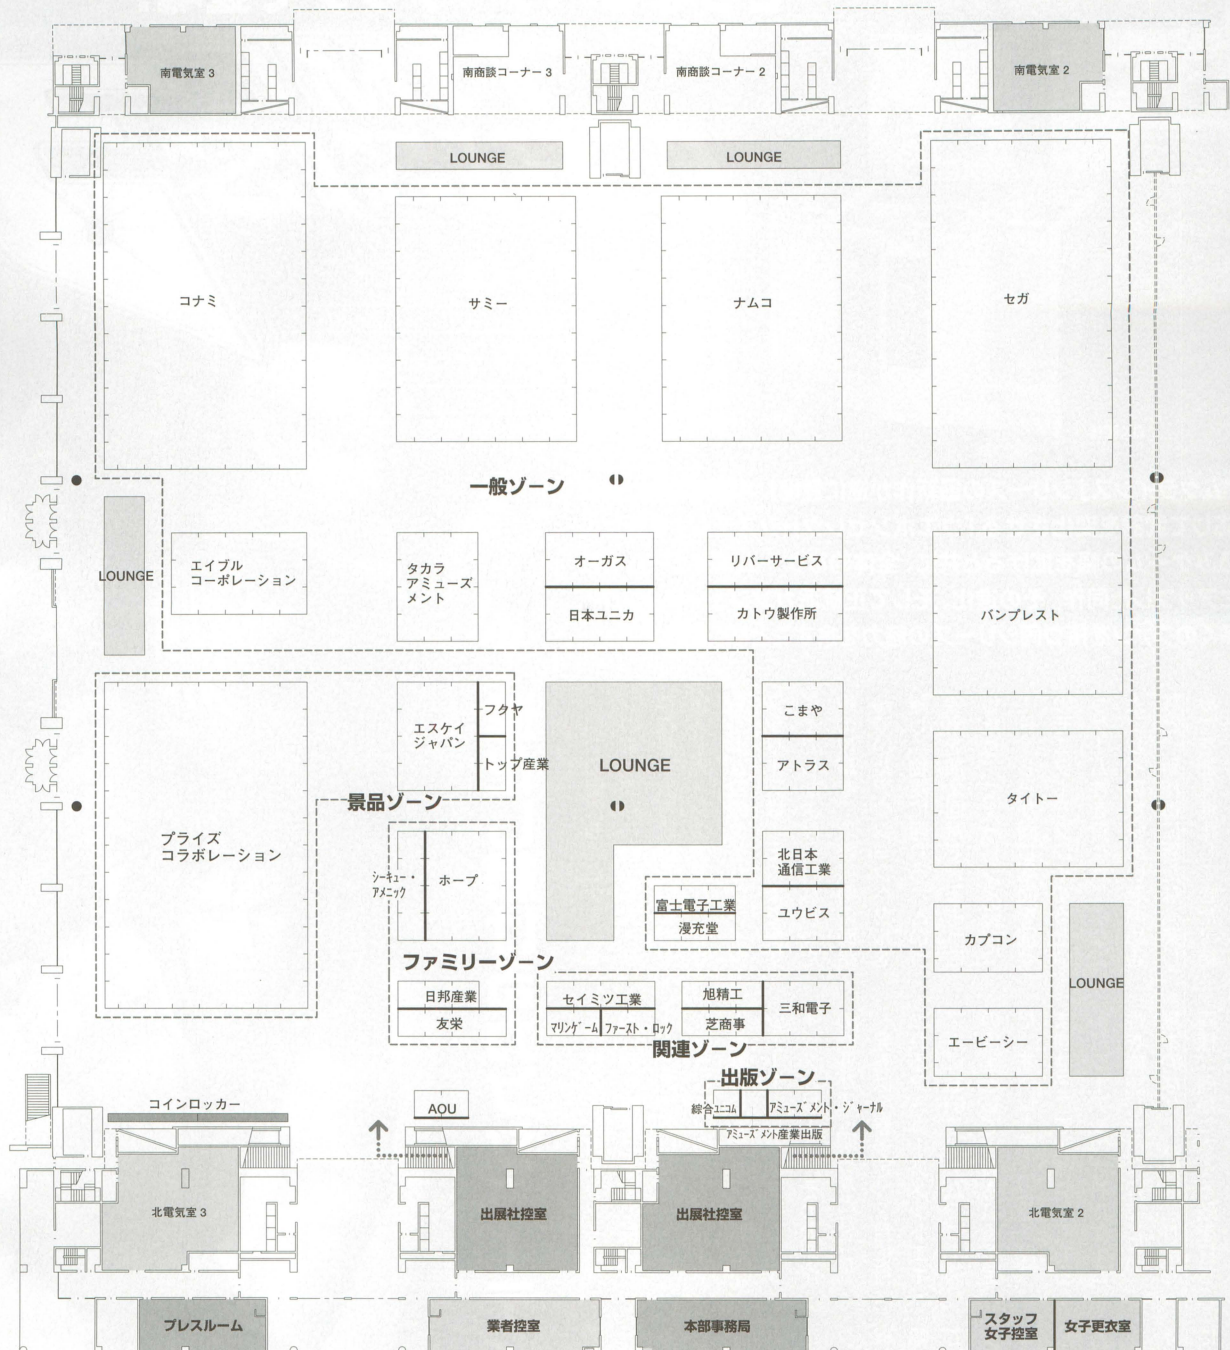 南電気室 3
南商談コーナー 3
南商談コーナー 2
南電気室 2
LOUNGE
LOUNGE
コナミ
サミー
ナムコ
セガ
一般ゾーン
LOUNGE
エイブル
コーポレーション
タカラ
アミューズ
メント
オーガス
日本ユニカ
リバーサービス
カトウ製作所
バンプレスト
エスケイ
ジャパン
フクヤ
トップ産業
LOUNGE
こまや
アトラス
タイトー
景品ゾーン
プライズ
コラボレーション
シーキュー・
アメニック
ホープ
北日本
通信工業
ユウビス
富士電子工業
漫充堂
カプコン
LOUNGE
エービーシー
ファミリーゾーン
日邦産業
友栄
セイミツ工業
マリンゲーム
ファースト・ロック
旭精工
芝商事
三和電子
関連ゾーン
出版ゾーン
綜合ユニコム
アミューズメント・ジャーナル
アミューズメント産業出版
コインロッカー
AOU
北電気室 3
出展社控室
出展社控室
北電気室 2
プレスルーム
業者控室
本部事務局
スタッフ
女子控室
女子更衣室